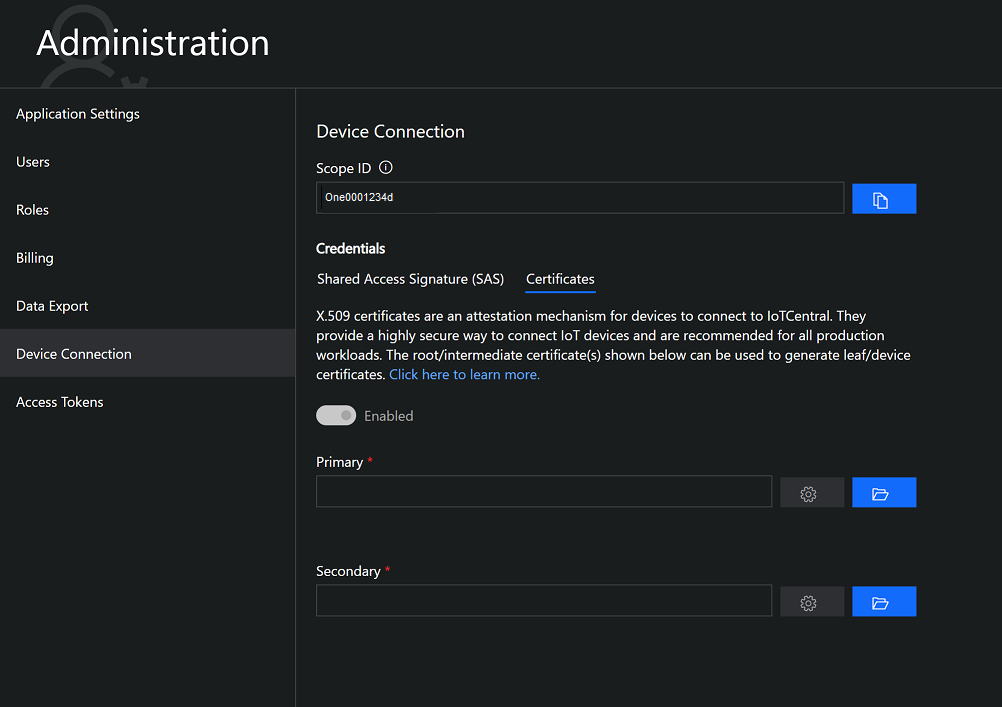 Administration
Application Settings
Users
Roles
Billing
Data Export
Device Connection
Access Tokens
Device Connection
Scope ID
One0001234d
Credentials
Shared Access Signature (SAS) Certificates
X.509 certificates are an attestation mechanism for devices to connect to IoTCentral. They
provide a highly secure way to connect IoT devices and are recommended for all production
workloads. The root/intermediate certificate(s) shown below can be used to generate leaf/device
certificates. Click here to learn more.
Enabled
Primary *
Secondary *